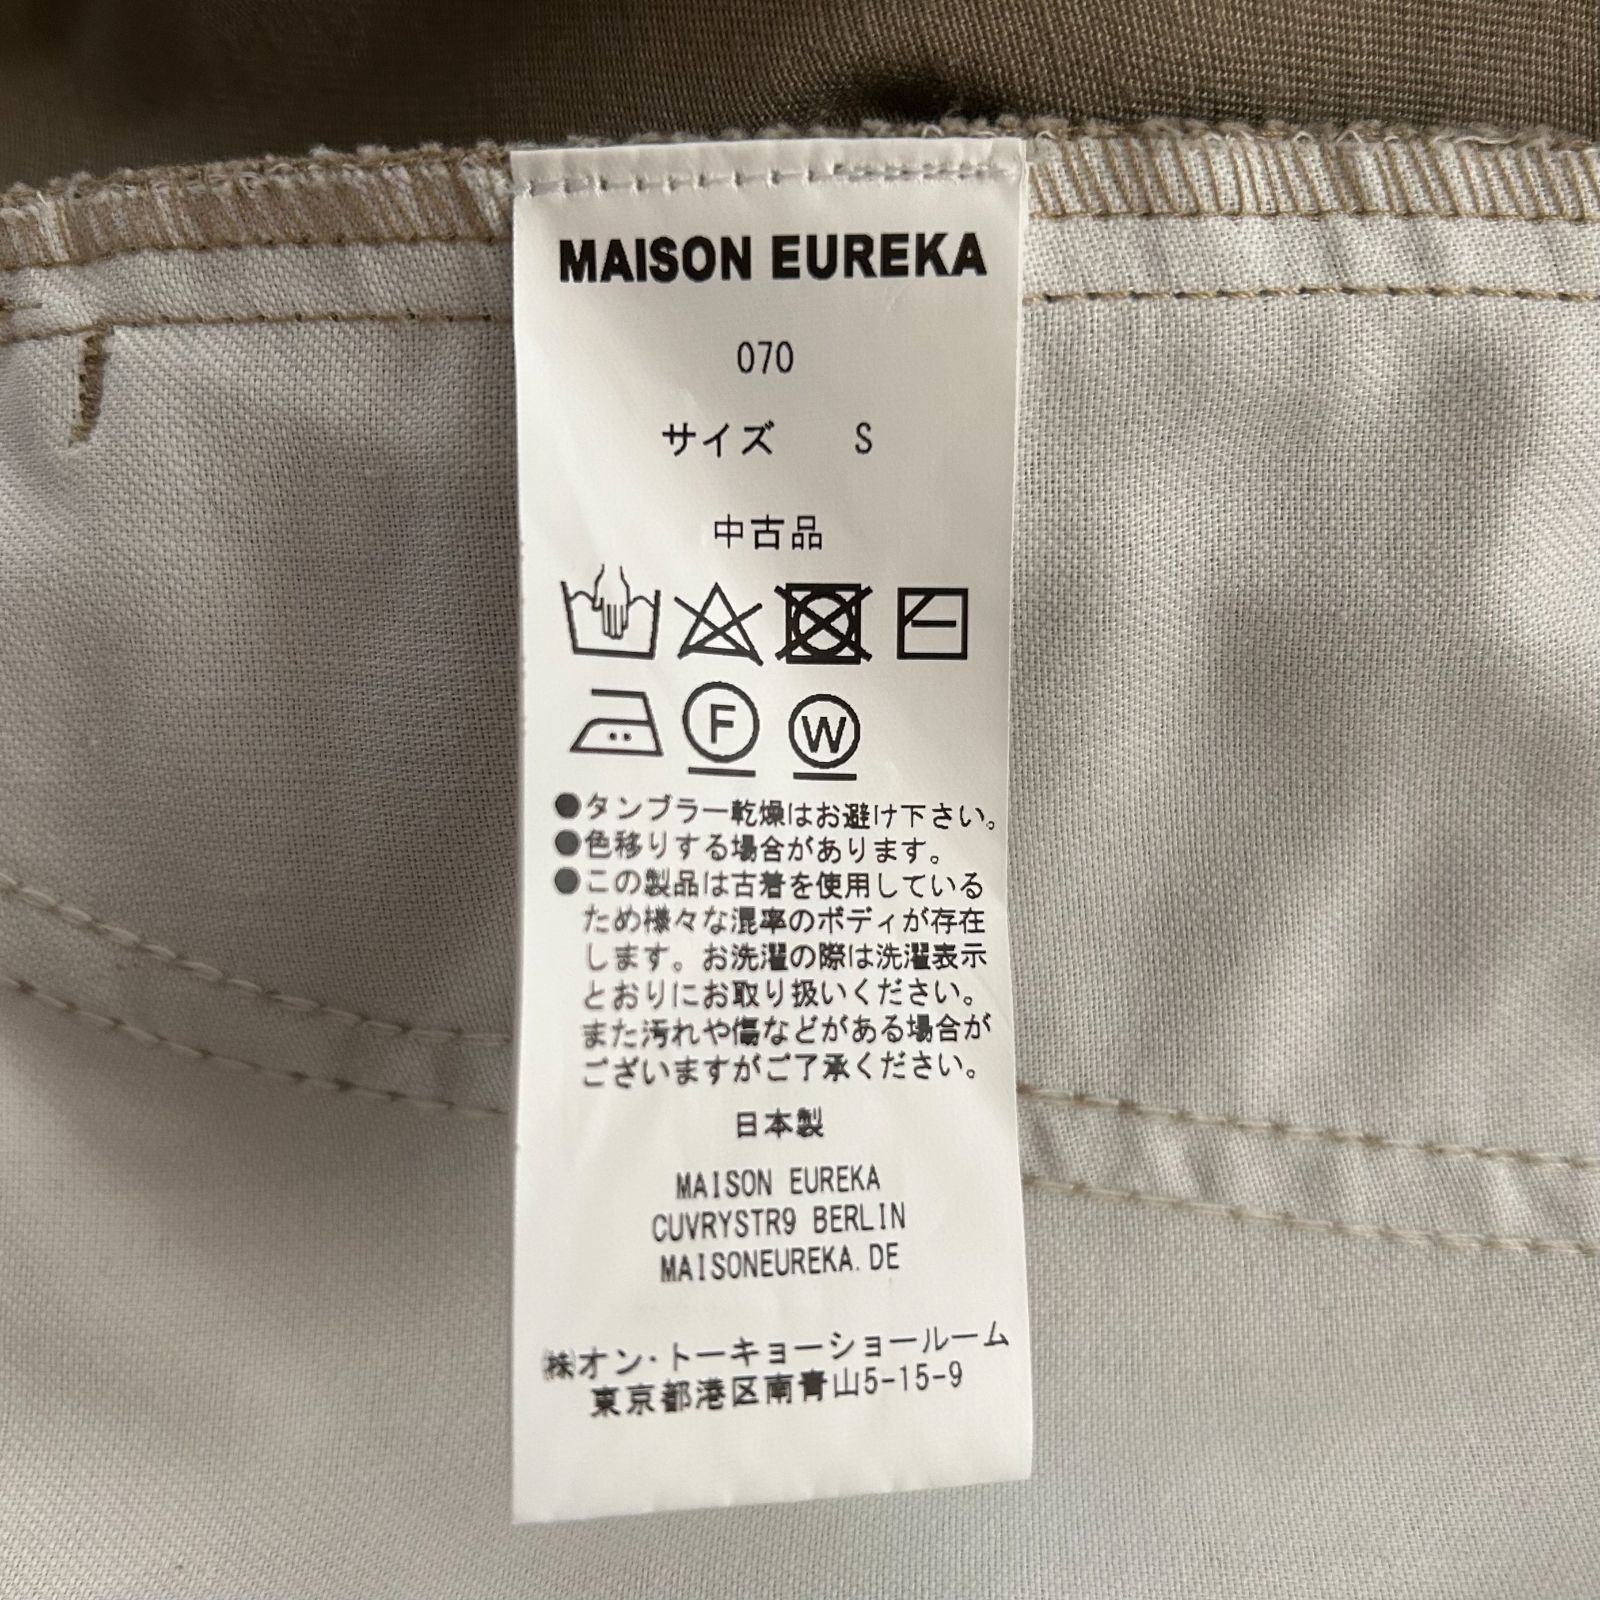 MAISON EUREKA
070
サイズ S
中古品
F W
●タンブラー乾燥はお避け下さい。
●色移りする場合があります。
●この製品は古着を使用している
ため様々な混率のボディが存在
します。お洗濯の際は洗濯表示
とおりにお取り扱いください。
また汚れや傷などがある場合が
ございますがご了承ください。
日本製
MAISON EUREKA
CUVRYSTR9 BERLIN
MAISONEUREKA.DE
㈱オン・トーキョーショールーム
東京都港区南青山5-15-9